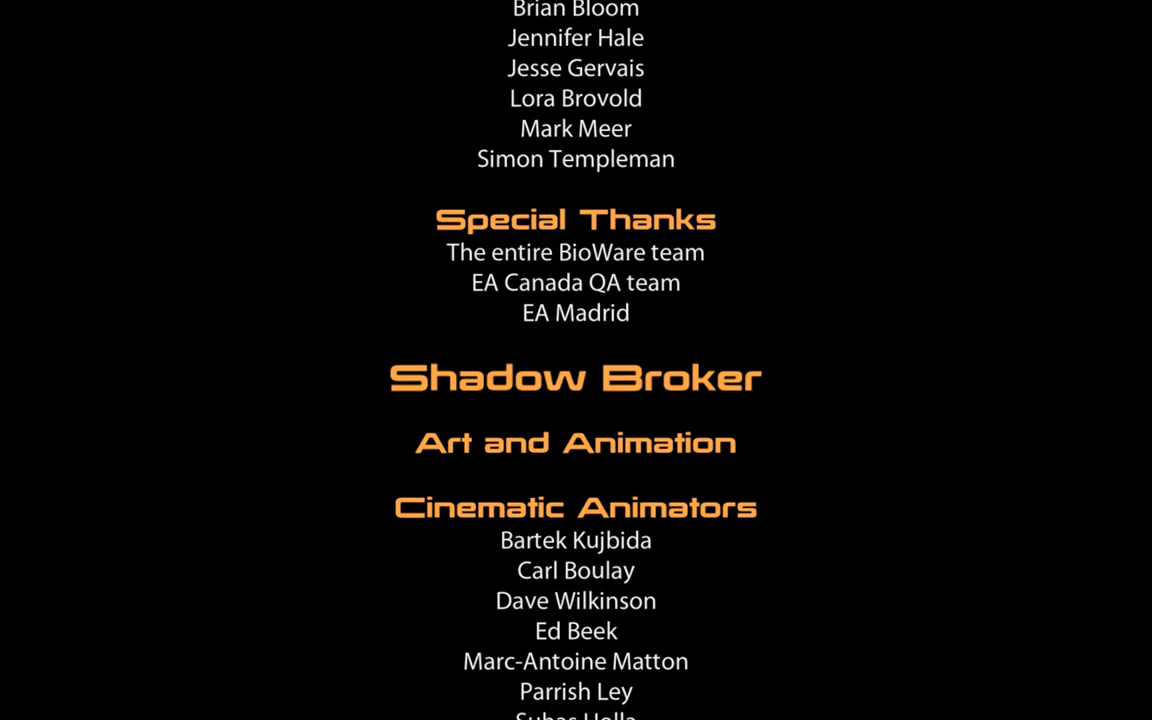 Brian Bloom
Jennifer Hale
Jesse Gervais
Lora Brovold
Mark Meer
Simon Templeman
Special Thanks
The entire BioWare team
EA Canada QA team
EA Madrid
Shadow Broker
Art and Animation
Cinematic Animators
Bartek Kujbida
Carl Boulay
Dave Wilkinson
Ed Beek
Marc-Antoine Matton
Parrish Ley
Subas Holla